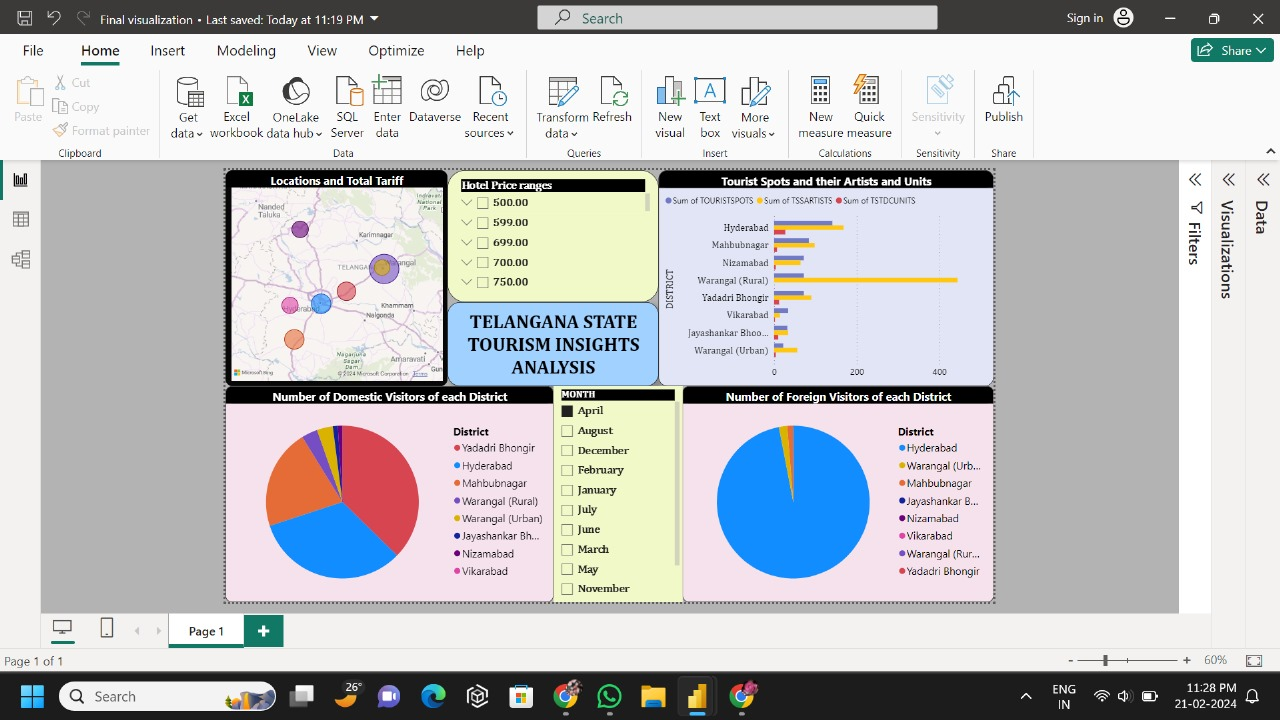 Final visualization • Last saved: Today at 11:19 PM
Search
Sign in
File Home Insert Modeling View Optimize Help
Share
Paste
Cut
Copy
Format painter
Clipboard
Get data
Excel workbook
OneLake data hub
SQL Server
Enter data
Dataverse
Recent sources
Data
Transform data
Refresh
Queries
New visual
Text box
More visuals
Insert
New measure
Quick measure
Calculations
Sensitivity
Sensitivity
Publish
Share
Locations and Total Tariff
Nanded
Taluka
Karimnagar
Khammam
Nalgonda
Nagarjuna
Sagar
Dam
Amaravati
Microsoft Bing
© 2024 Microsoft Corporation Terms
Hotel Price ranges
500.00
599.00
699.00
700.00
750.00
TELANGANA STATE
TOURISM INSIGHTS
ANALYSIS
Tourist Spots and their Artists and Units
Sum of TOURISTSPOTS Sum of TSSARTISTS Sum of TSTDCUNITS
DISTRICT
Hyderabad
Mahbubnagar
Nizamabad
Warangal (Rural)
Yadadri Bhongir
Vikarabad
Jayashankar Bhoo...
Warangal (Urban)
0 200 400
Number of Domestic Visitors of each District
District
Yadadri Bhongir
Hyderabad
Mahbubnagar
Warangal (Rural)
Warangal (Urban)
Jayashankar Bh...
Nizamabad
Vikarabad
MONTH
April
August
December
February
January
July
June
March
May
November
Number of Foreign Visitors of each District
District
Hyderabad
Warangal (Urb...
Mahbubnagar
Jayashankar B...
Nizamabad
Vikarabad
Warangal (Rur...
Yadadri Bhongir
Filters
Visualizations
Data
Page 1
Page 1 of 1
- + 60%
Search
26°
ENG
IN
11:28 PM
21-02-2024